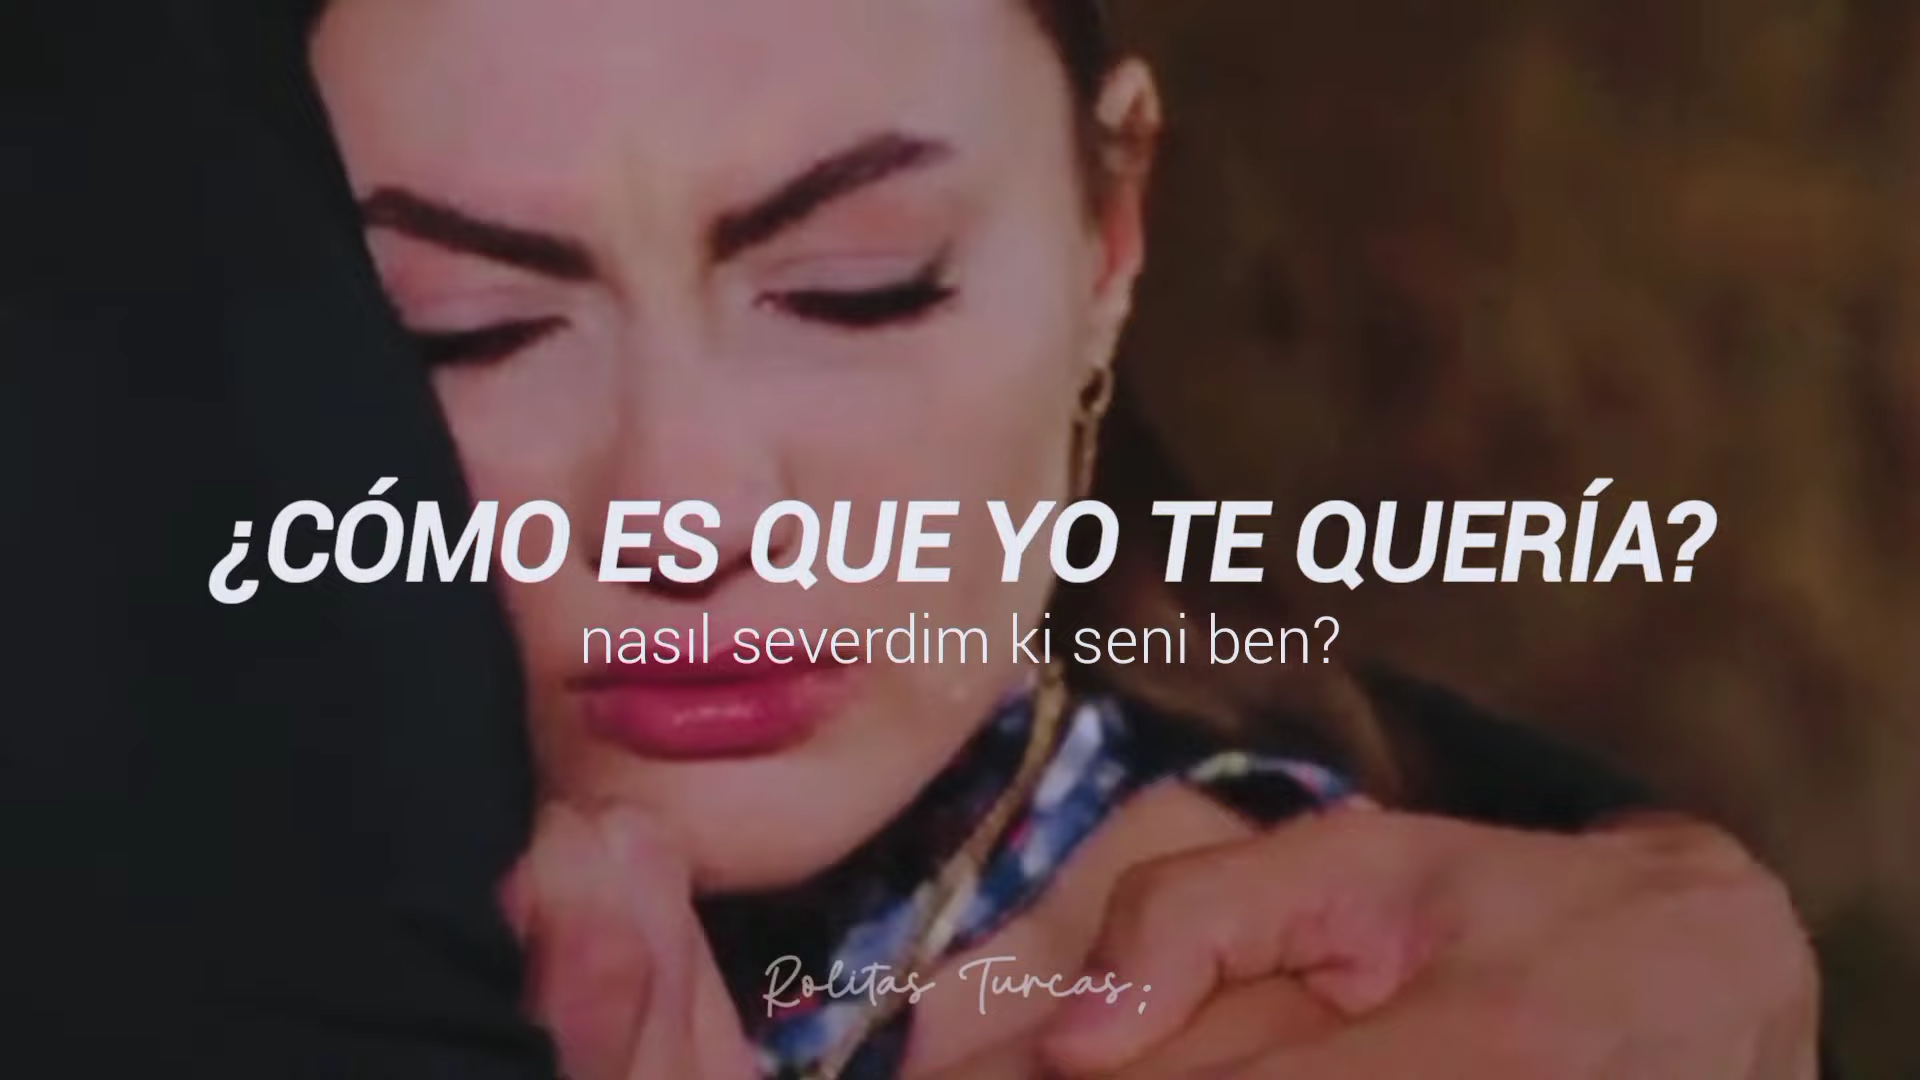 ¿CÓMO ES QUE YO TE QUERÍA?
nasıl severdim ki seni ben?
Rolitas Turcas;